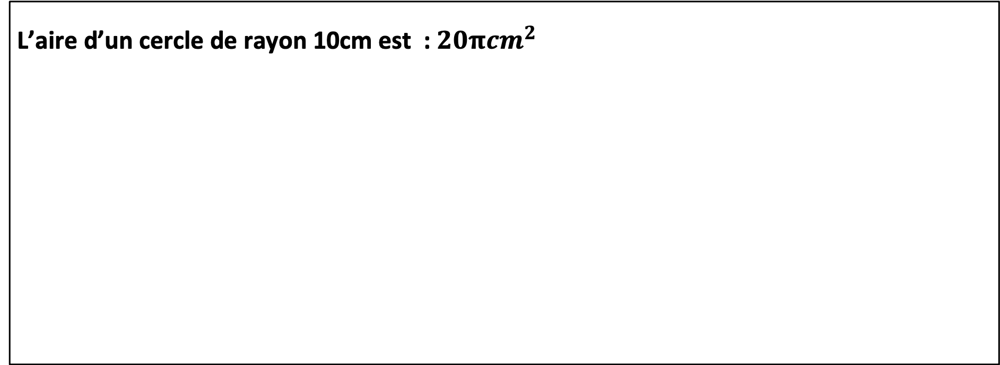 L’aire d’un cercle de rayon 10cm est : 20πcm²